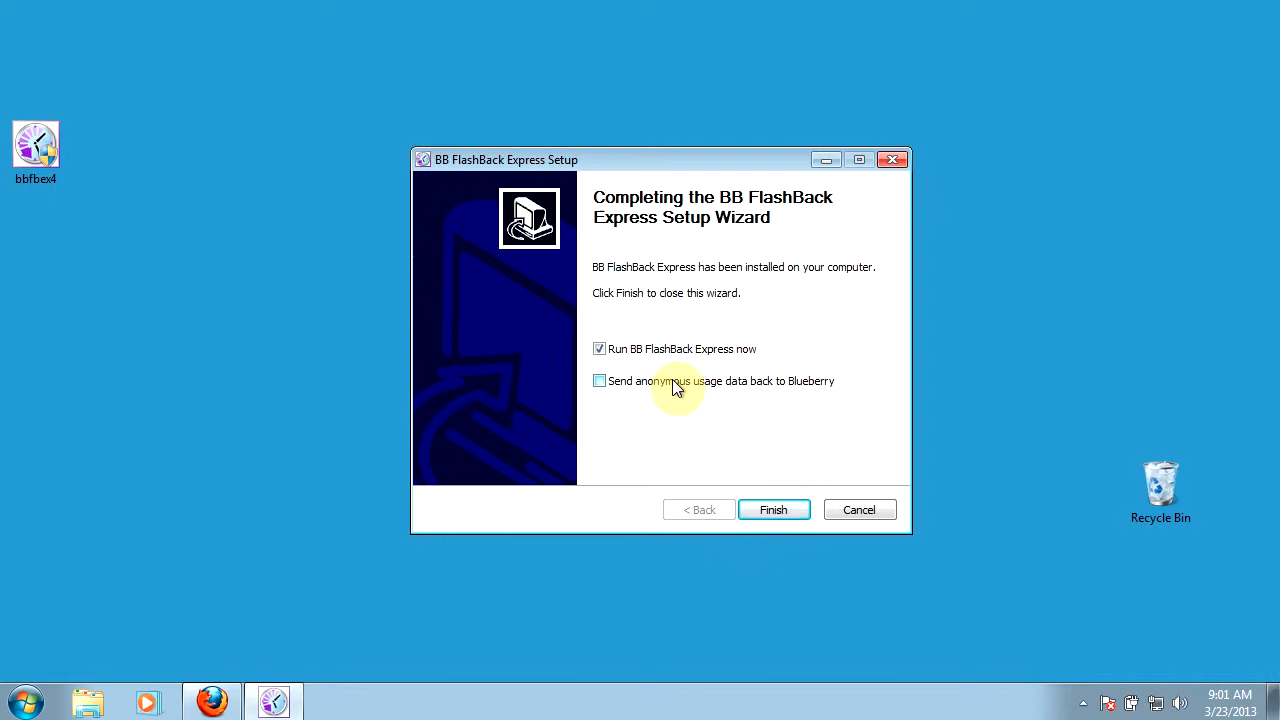 bbfbex4
BB FlashBack Express Setup
Completing the BB FlashBack
Express Setup Wizard
BB FlashBack Express has been installed on your computer.
Click Finish to close this wizard.
Run BB FlashBack Express now
Send anonymous usage data back to Blueberry
< Back
Finish
Cancel
Recycle Bin
9:01 AM
3/23/2013